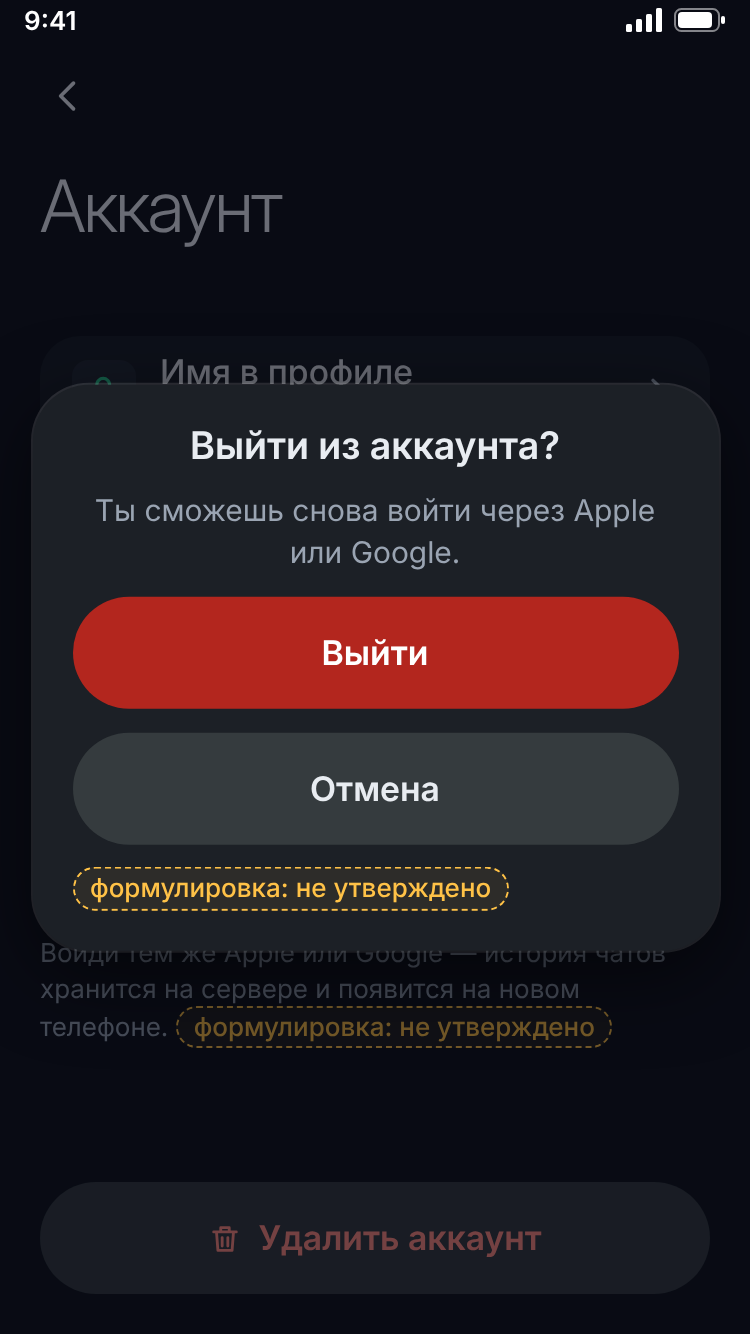 9:41
Аккаунт
Имя в профиле
Выйти из аккаунта?
Ты сможешь снова войти через Apple
или Google.
Выйти
Отмена
формулировка: не утверждено
Войди тем же Apple или Google — история чатов
хранится на сервере и появится на новом
телефоне. формулировка: не утверждено
Удалить аккаунт